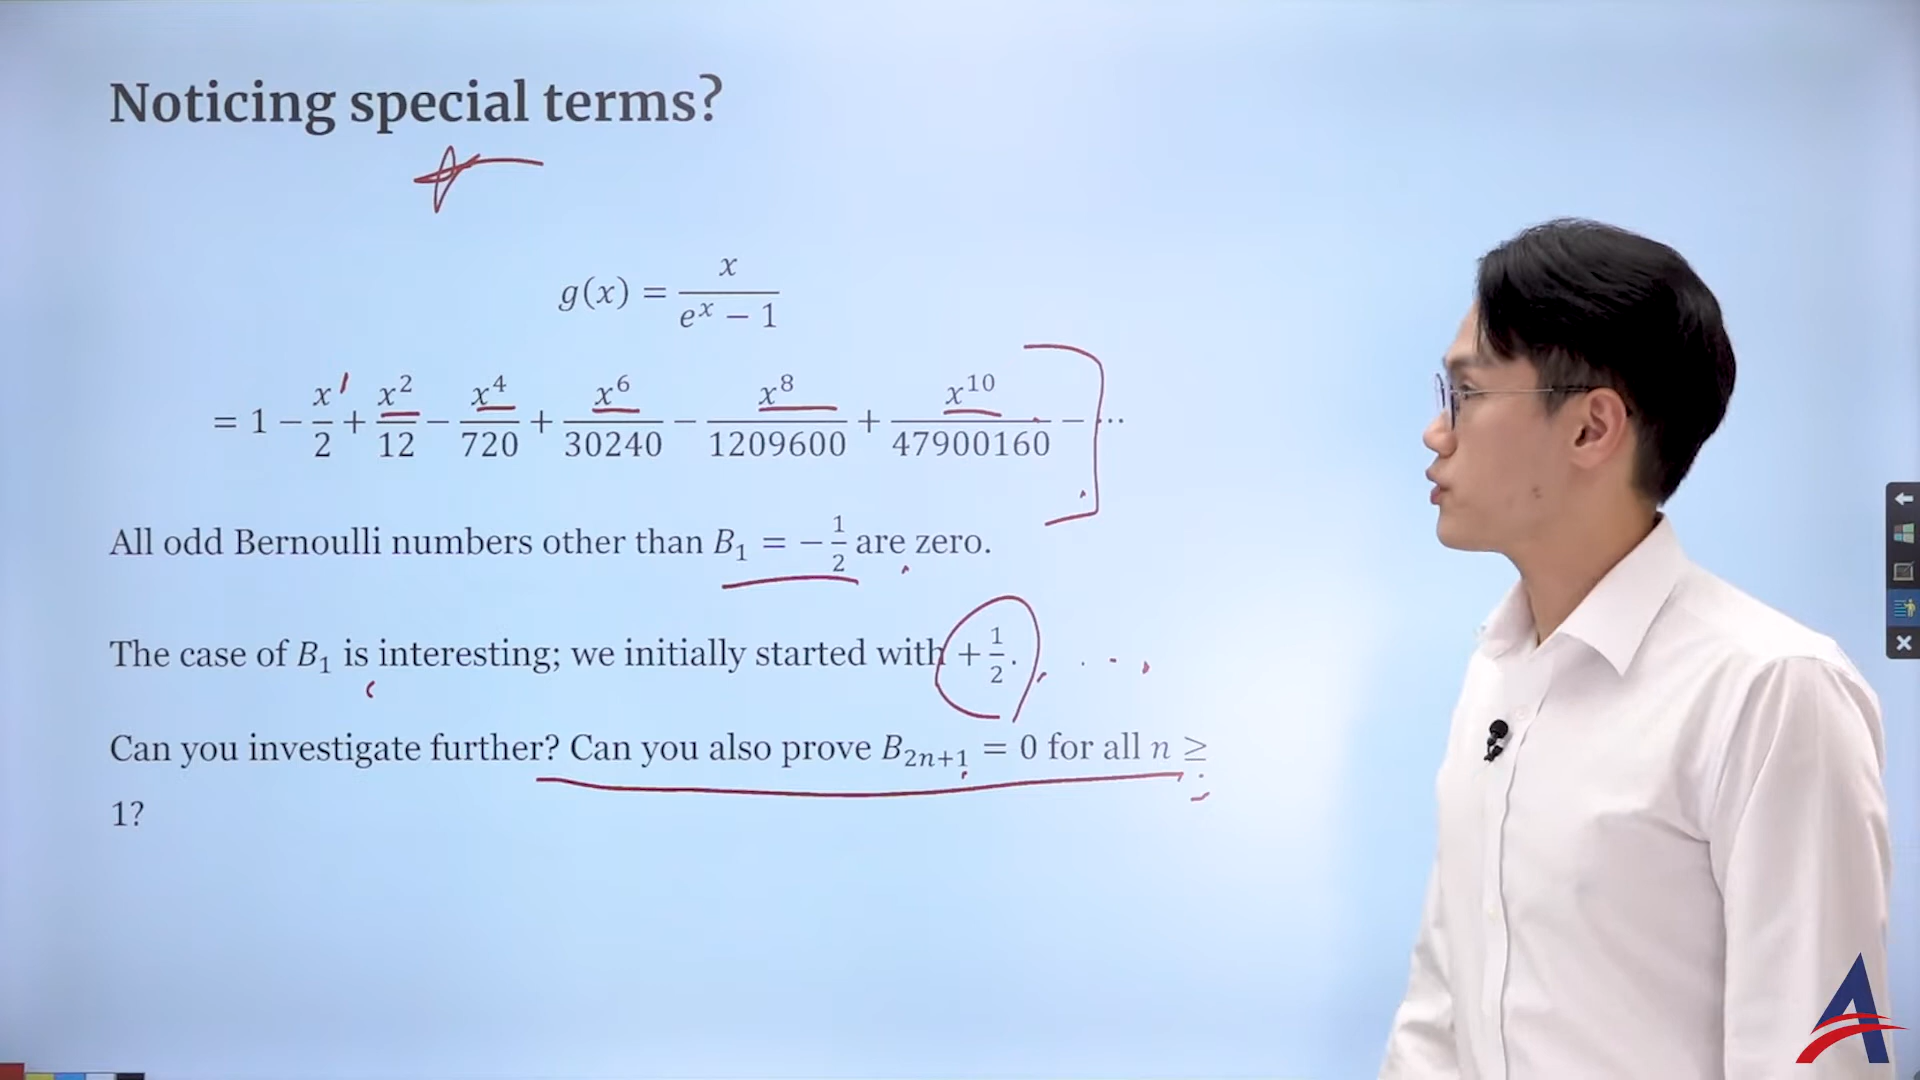 Noticing special terms?
g(x) = x / (e^x − 1)
= 1 − x/2 + x^2/12 − x^4/720 + x^6/30240 − x^8/1209600 + x^10/47900160 − ⋯
All odd Bernoulli numbers other than B_1 = −1/2 are zero.
The case of B_1 is interesting; we initially started with +1/2.
Can you investigate further? Can you also prove B_{2n+1} = 0 for all n ≥
1?